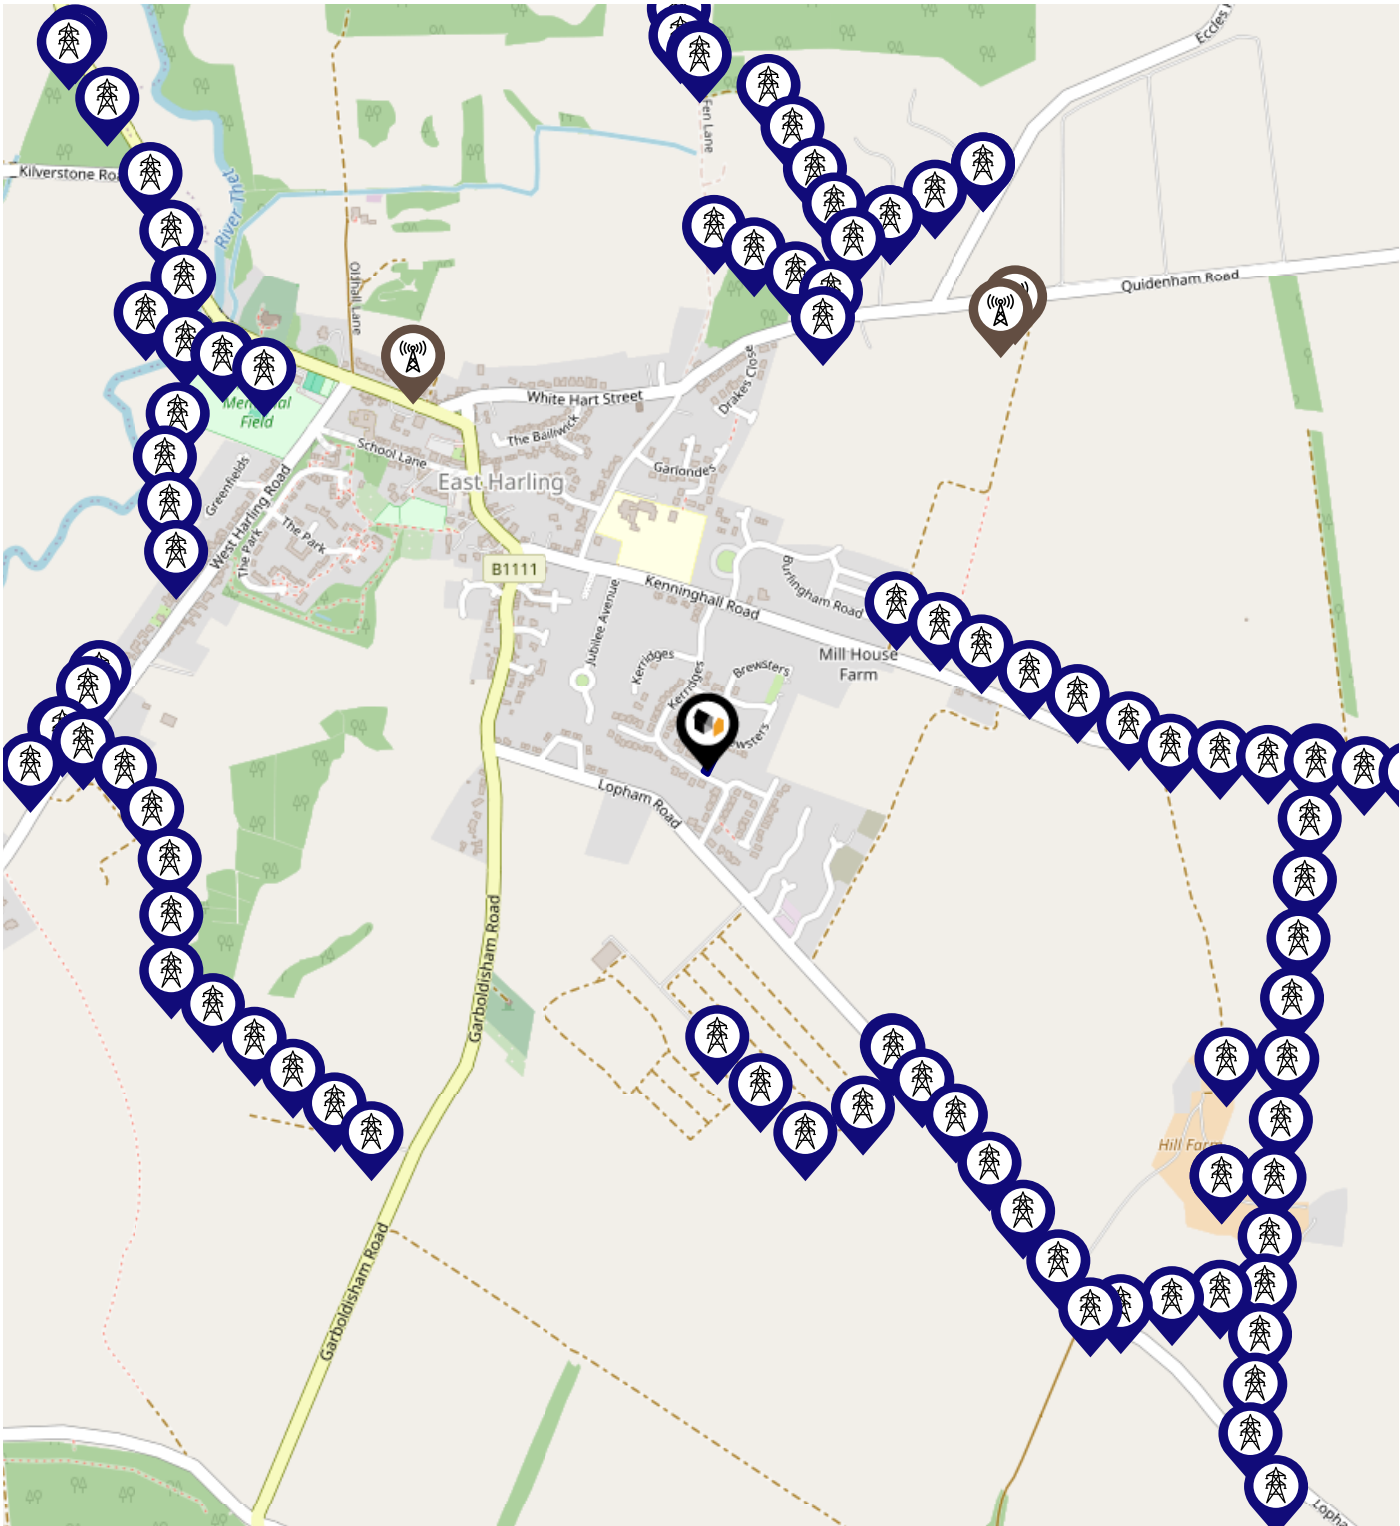 Eccles
Fen Lane
Kilverstone Roa
River Thet
Oldhall Lane
Quidenham Road
White Hart Street
Drakes Close
Memorial
Field
The Bailiwick
School Lane
Garlondes
East Harling
Greenfields
West Harling Road
The Park
The Park
B1111
Burlingham Road
Kenninghall Road
Jubilee Avenue
Mill House
Farm
Kerridges
Kerridges
Brewsters
ewsters
Lopham Road
Garboldisham Road
Hill Farm
Garboldisham Road
Lopha